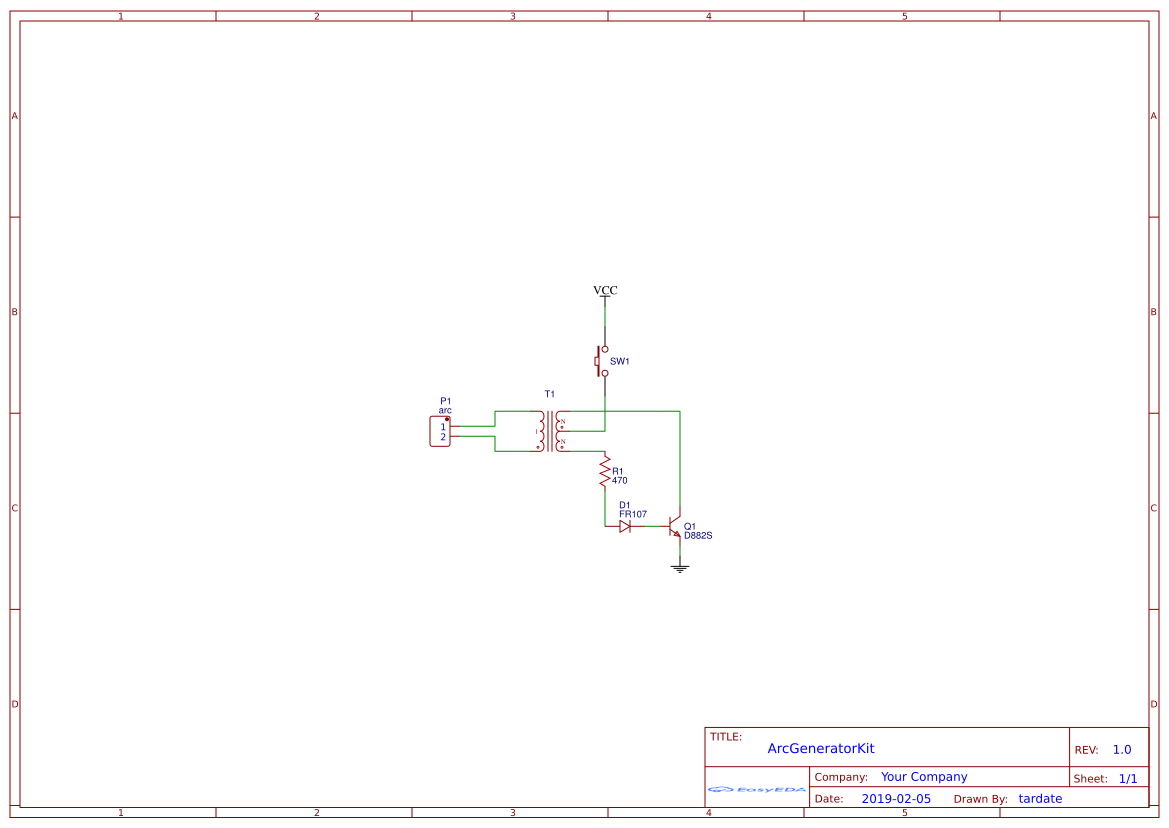 1 2 3 4 5
A A
B B
VCC
SW1
T1
P1
arc
1
2
R1
470
D1
FR107
Q1
D882S
C C
D D
TITLE:
ArcGeneratorKit
REV: 1.0
Company: Your Company
Sheet: 1/1
EasyEDA
Date: 2019-02-05 Drawn By: tardate
1 2 3 4 5